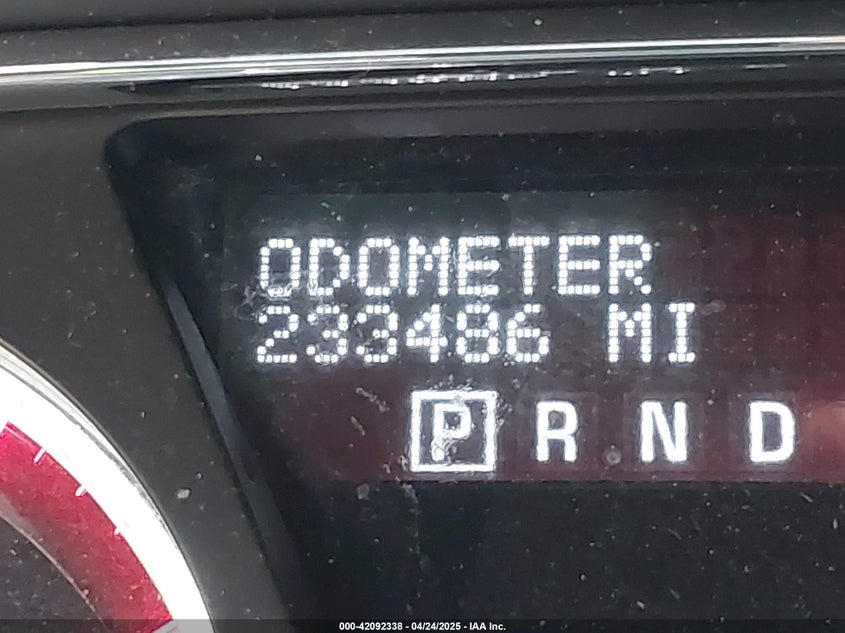 ODOMETER
233486 MI
P R N D
000-42092338 - 04/24/2025 - IAA Inc.